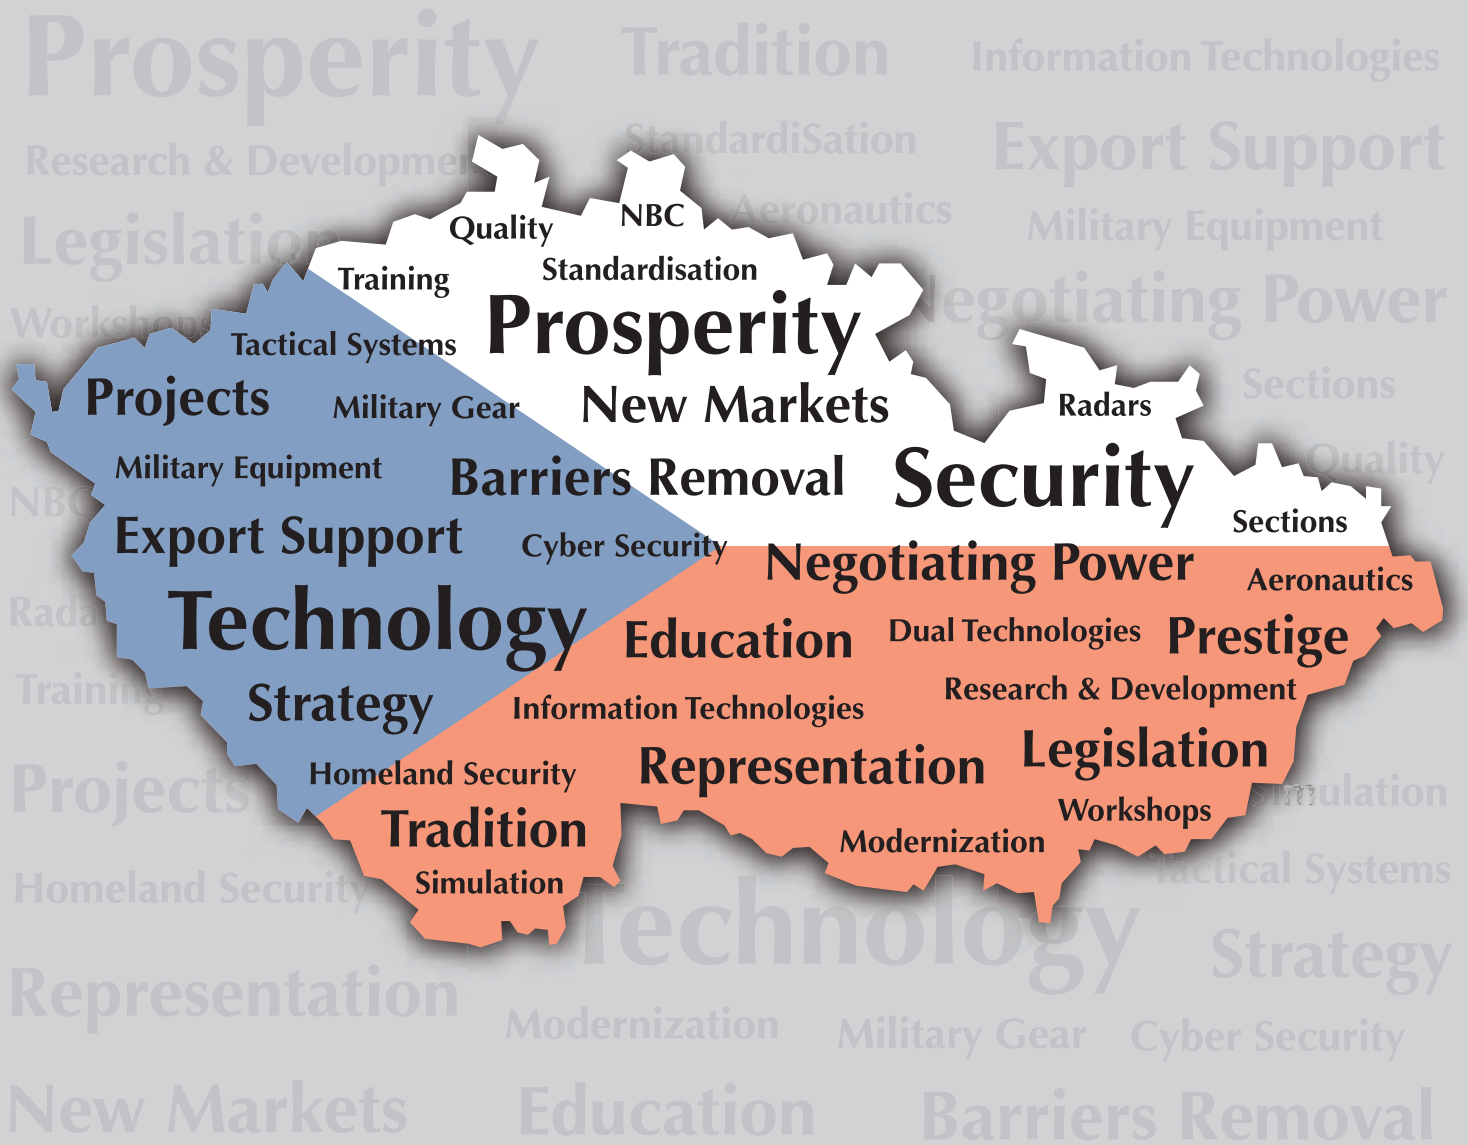 Prosperity
Tradition
Information Technologies
StandardiSation
Export Support
Research & Development
Aeronautics
Military Equipment
Legislation
Negotiating Power
Workshops
Sections
Quality
NBC
Radars
Training
Projects
Simulation
Homeland Security
Tactical Systems
Technology
Strategy
Representation
Modernization
Military Gear
Cyber Security
New Markets
Education
Barriers Removal
Quality
NBC
Training
Standardisation
Prosperity
Tactical Systems
Projects
Military Gear
New Markets
Radars
Military Equipment
Barriers Removal
Security
Sections
Export Support
Cyber Security
Negotiating Power
Aeronautics
Technology
Education
Dual Technologies
Prestige
Strategy
Information Technologies
Research & Development
Representation
Legislation
Homeland Security
Workshops
Tradition
Modernization
Simulation